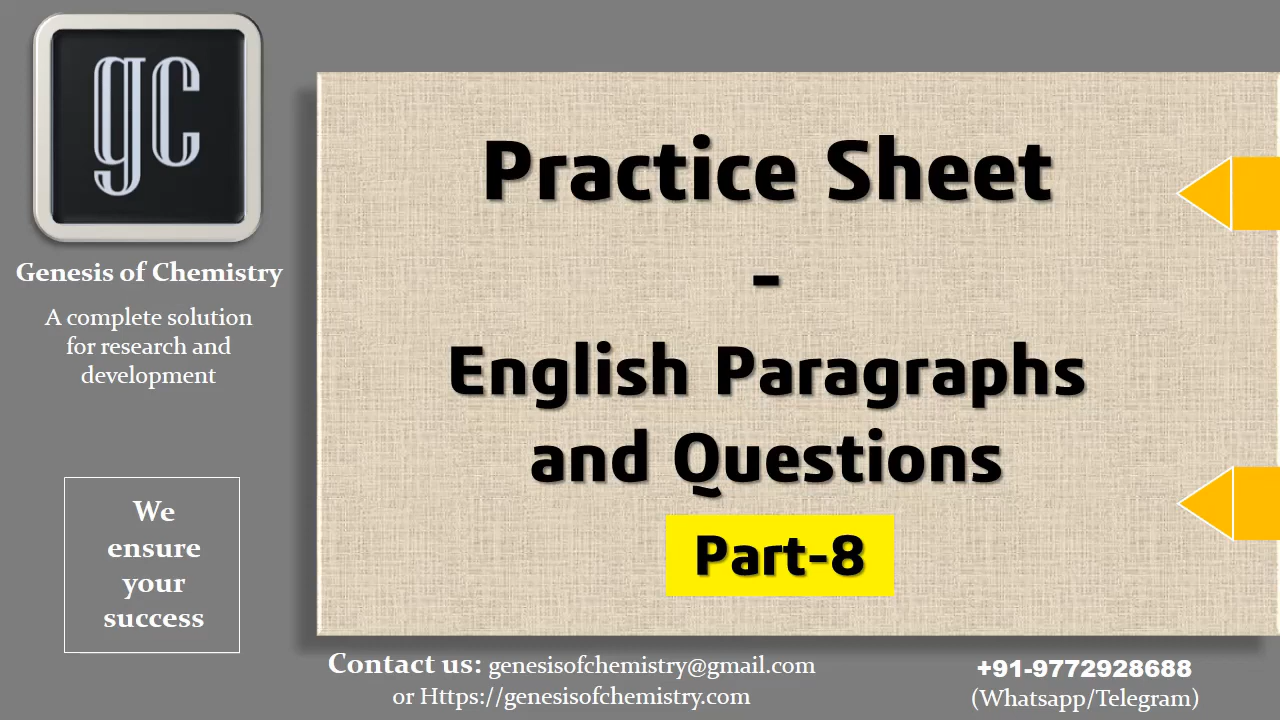 gc
Genesis of Chemistry
A complete solution
for research and
development
We
ensure
your
success
Practice Sheet
-
English Paragraphs
and Questions
Part-8
Contact us: genesisofchemistry@gmail.com
or Https://genesisofchemistry.com
+91-9772928688
(Whatsapp/Telegram)